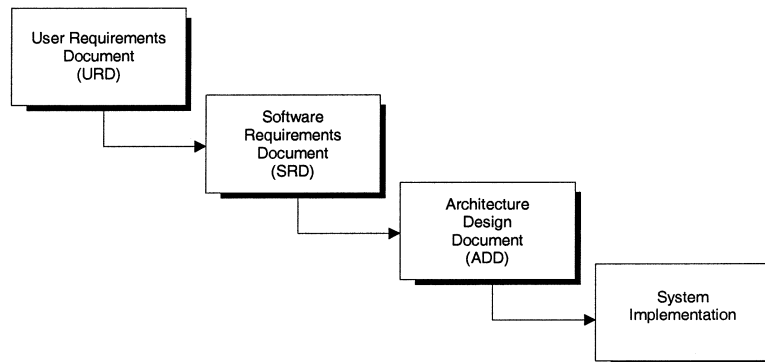 User Requirements
Document
(URD)
Software
Requirements
Document
(SRD)
Architecture
Design
Document
(ADD)
System
Implementation